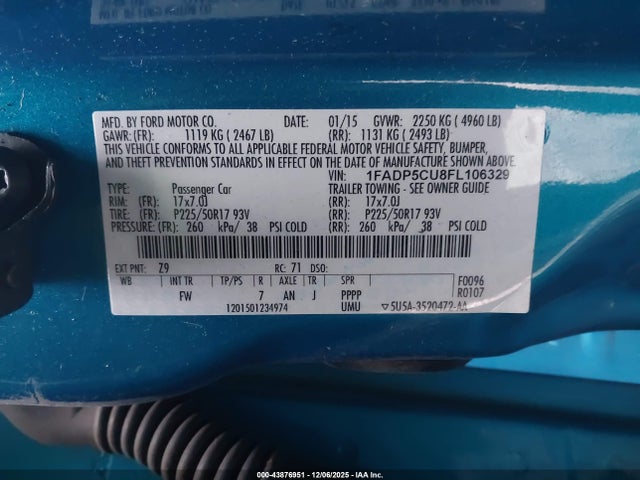 MFD. BY FORD MOTOR CO. DATE: 01/15 GVWR: 2250 KG ( 4960 LB)
GAWR: (FR): 1119 KG ( 2467 LB) (RR): 1131 KG ( 2493 LB)
THIS VEHICLE CONFORMS TO ALL APPLICABLE FEDERAL MOTOR VEHICLE SAFETY, BUMPER,
AND THEFT PREVENTION STANDARDS IN EFFECT ON THE DATE OF MANUFACTURE SHOWN ABOVE.
VIN: 1FADP5CU8FL106329
TYPE: Passenger Car TRAILER TOWING - SEE OWNER GUIDE
RIM: (FR): 17x7.0J (RR): 17x7.0J
TIRE: (FR): P225/50R17 93V (RR): P225/50R17 93V
PRESSURE: (FR): 260 kPa/ 38 PSI COLD (RR): 260 kPa/ 38 PSI COLD
EXT PNT: Z9 RC: 71 DSO:
WB INT TR TP/PS R AXLE TR SPR F0096
FW 7 AN J PPPP R0107
1201501234974 UMU ▽5U5A-3520472-AA
000-43876951 - 12/06/2025 - IAA Inc.